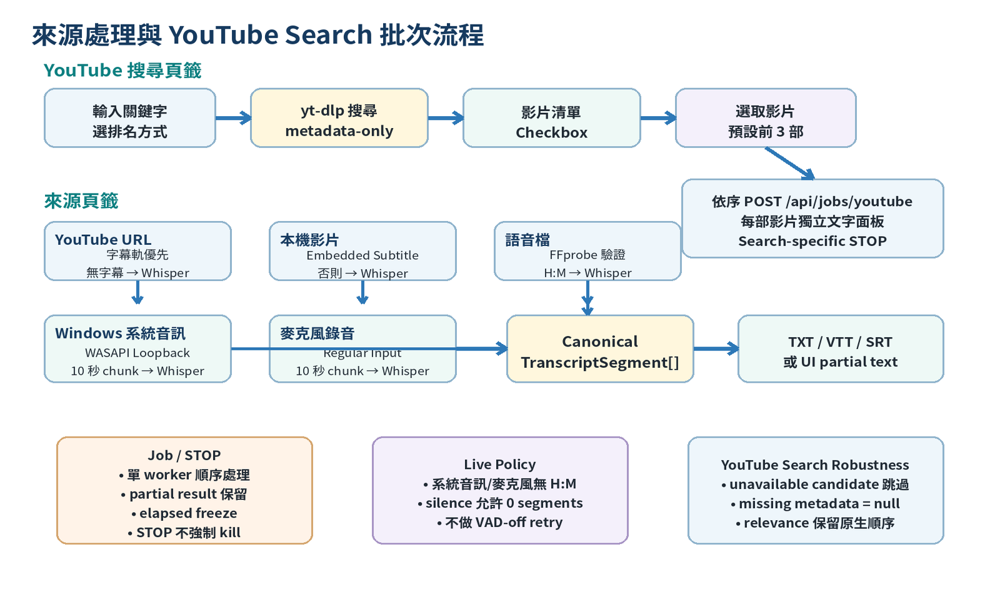 來源處理與 YouTube Search 批次流程
YouTube 搜尋頁籤
輸入關鍵字
選排名方式
yt-dlp 搜尋
metadata-only
影片清單
Checkbox
選取影片
預設前 3 部
依序 POST /api/jobs/youtube
每部影片獨立文字面板
Search-specific STOP
來源頁籤
YouTube URL
字幕軌優先
無字幕 → Whisper
本機影片
Embedded Subtitle
否則 → Whisper
語音檔
FFprobe 驗證
H:M → Whisper
Windows 系統音訊
WASAPI Loopback
10 秒 chunk → Whisper
麥克風錄音
Regular Input
10 秒 chunk → Whisper
Canonical
TranscriptSegment[]
TXT / VTT / SRT
或 UI partial text
Job / STOP
• 單 worker 順序處理
• partial result 保留
• elapsed freeze
• STOP 不強制 kill
Live Policy
• 系統音訊/麥克風無 H:M
• silence 允許 0 segments
• 不做 VAD-off retry
YouTube Search Robustness
• unavailable candidate 跳過
• missing metadata = null
• relevance 保留原生順序